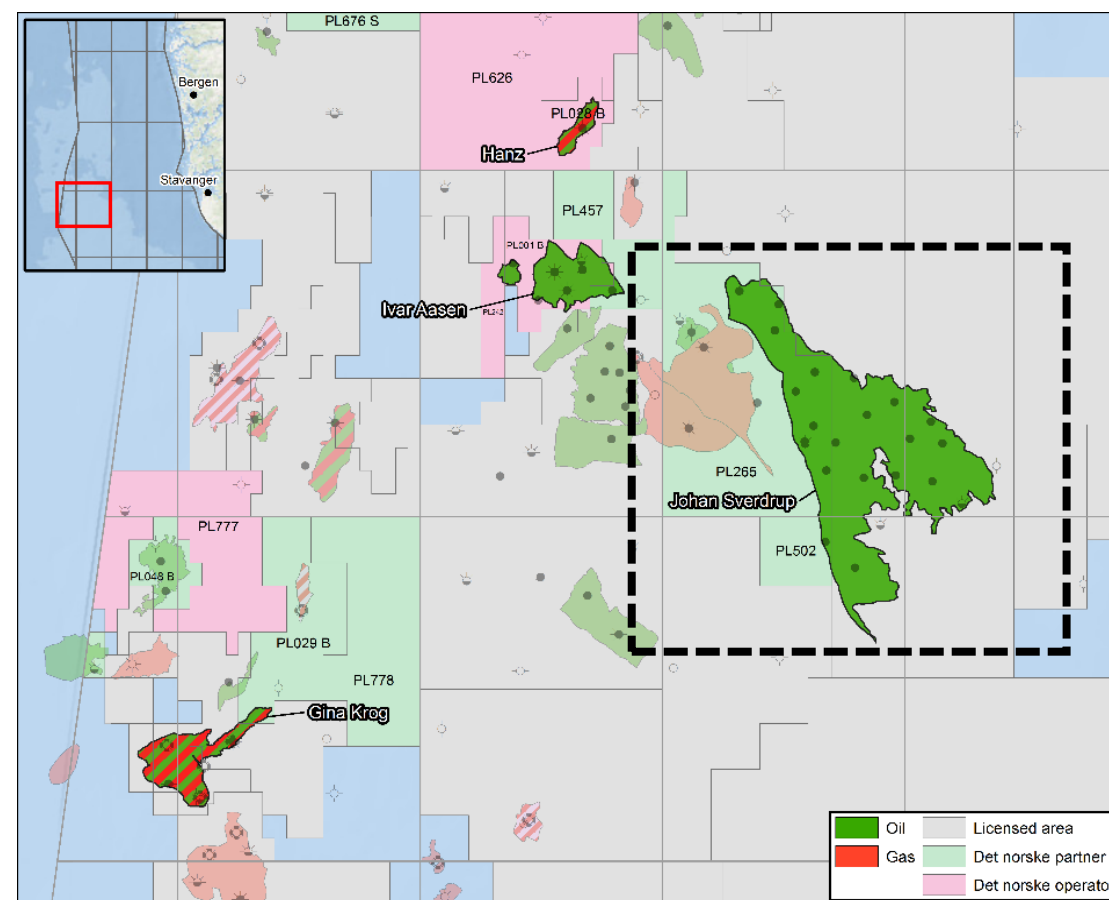 PL676 S
Bergen
Stavanger
PL626
PL028 B
Hanz
PL457
PL001 B
Ivar Aasen
PL242
PL265
Johan Sverdrup
PL777
PL502
PL048 B
PL029 B
PL778
Gina Krog
Oil
Licensed area
Gas
Det norske partner
Det norske operato